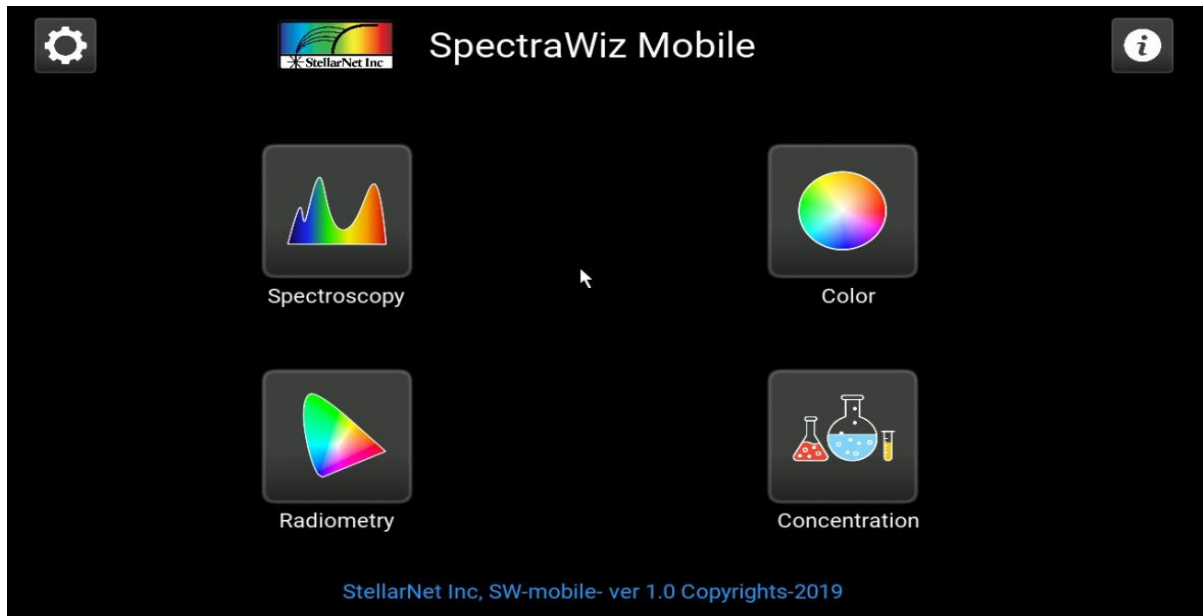 StellarNet Inc
SpectraWiz Mobile
i
Spectroscopy
Color
Radiometry
Concentration
StellarNet Inc, SW-mobile- ver 1.0 Copyrights-2019